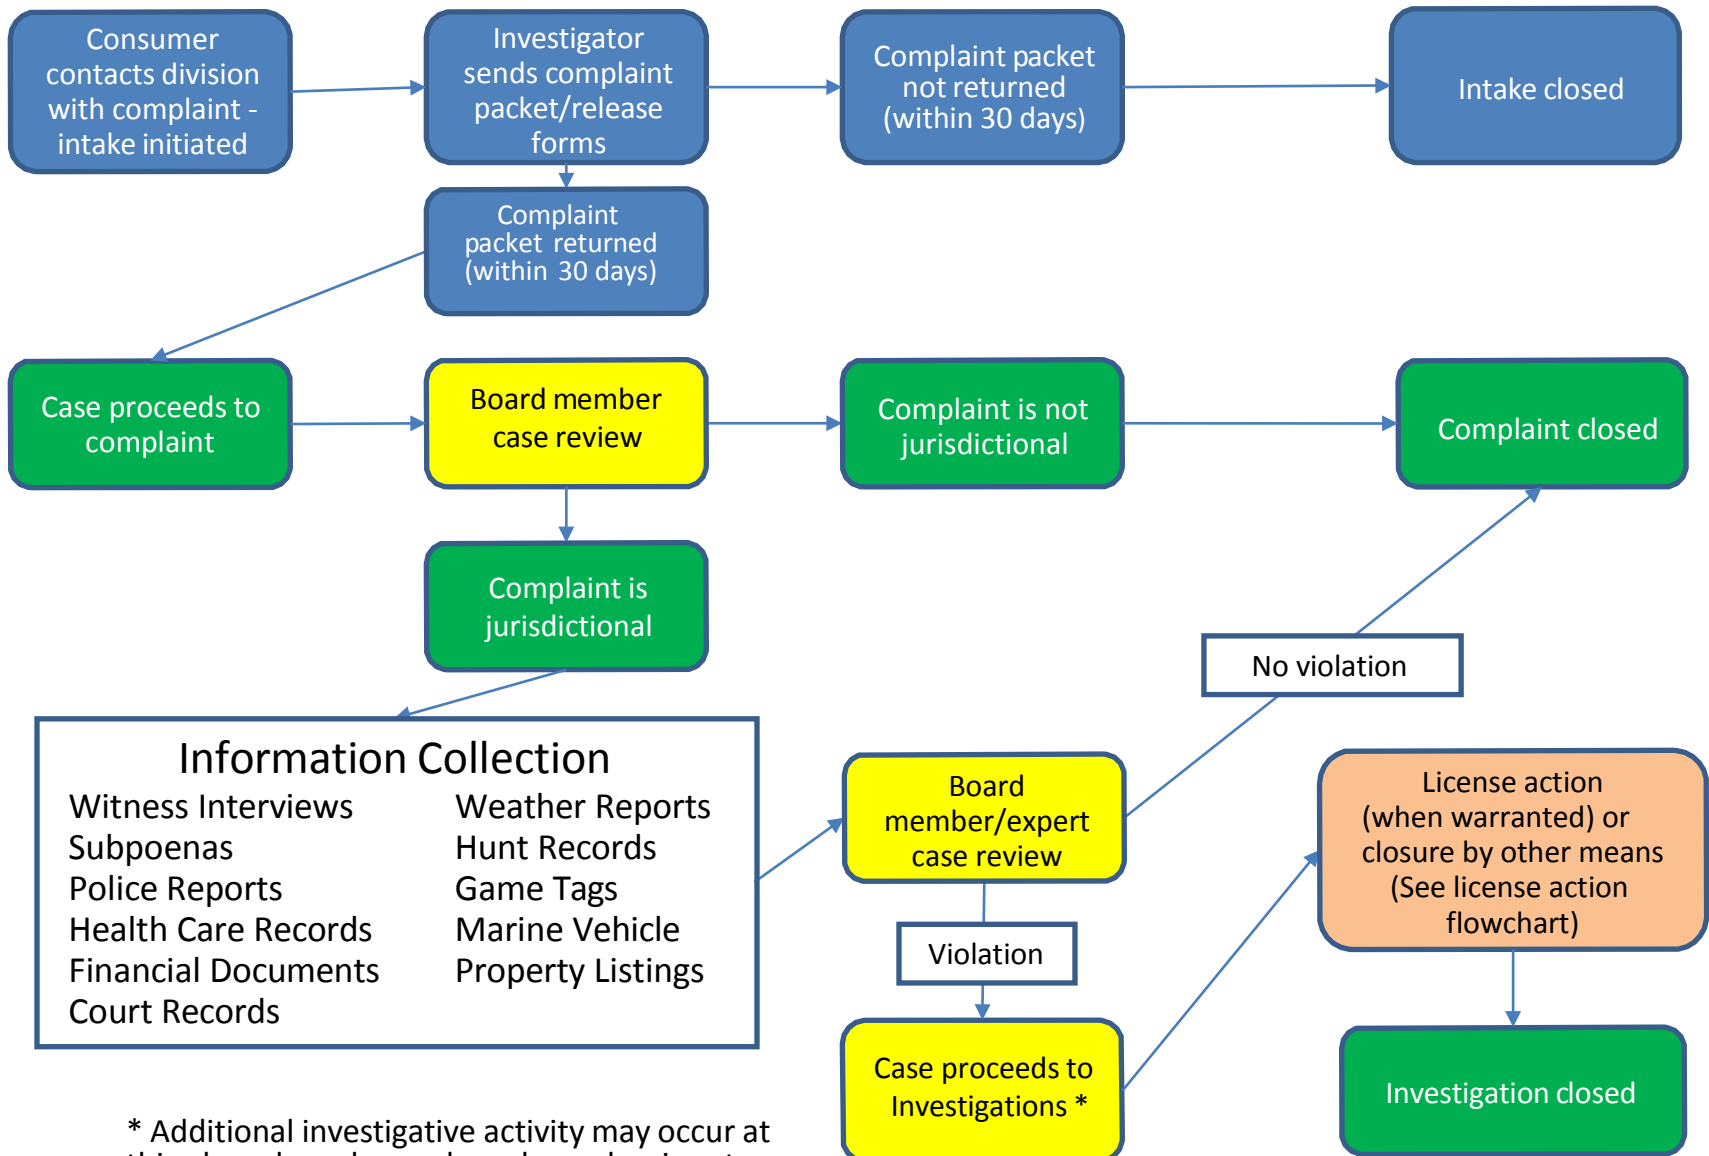 Consumer
contacts division
with complaint -
intake initiated
Investigator
sends complaint
packet/release
forms
Complaint packet
not returned
(within 30 days)
Intake closed
Complaint
packet returned
(within 30 days)
Case proceeds to
complaint
Board member
case review
Complaint is not
jurisdictional
Complaint closed
Complaint is
jurisdictional
No violation
Information Collection
Witness Interviews
Subpoenas
Police Reports
Health Care Records
Financial Documents
Court Records
Weather Reports
Hunt Records
Game Tags
Marine Vehicle
Property Listings
Board
member/expert
case review
Violation
License action
(when warranted) or
closure by other means
(See license action
flowchart)
Case proceeds to
Investigations *
Investigation closed
* Additional investigative activity may occur at